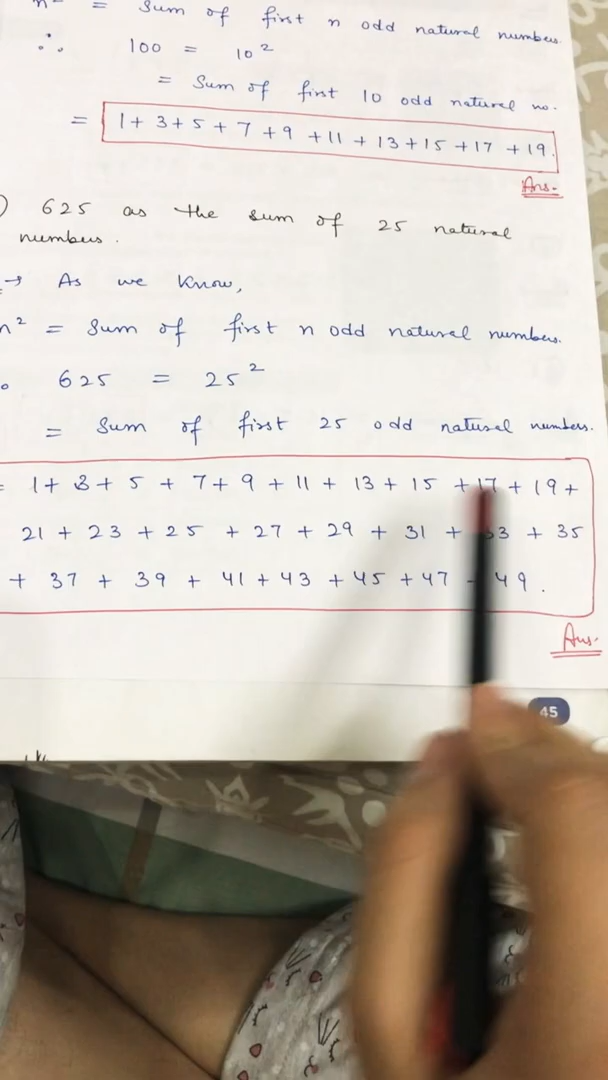 n² = Sum of first n odd natural numbers.
∴ 100 = 10²
= Sum of first 10 odd natural no.
= 1 + 3 + 5 + 7 + 9 + 11 + 13 + 15 + 17 + 19.
Ans.
) 625 as the sum of 25 natural
numbers.
→ As we know,
n² = Sum of first n odd natural numbers.
625 = 25²
= Sum of first 25 odd natural numbers.
= 1 + 3 + 5 + 7 + 9 + 11 + 13 + 15 + 17 + 19 +
21 + 23 + 25 + 27 + 29 + 31 + 33 + 35
+ 37 + 39 + 41 + 43 + 45 + 47 + 49.
Ans.
45